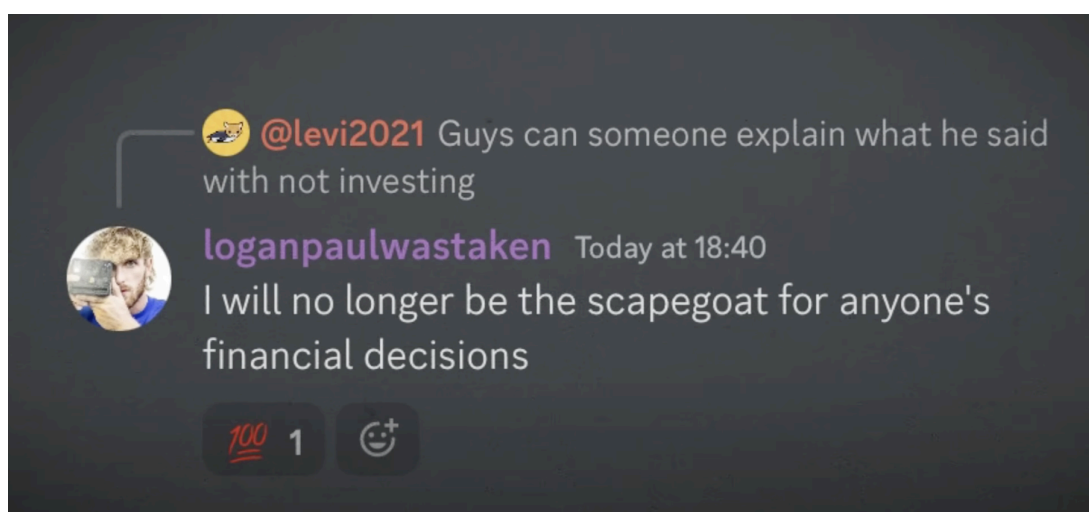 @levi2021 Guys can someone explain what he said
with not investing
loganpaulwastaken Today at 18:40
I will no longer be the scapegoat for anyone's
financial decisions
💯 1